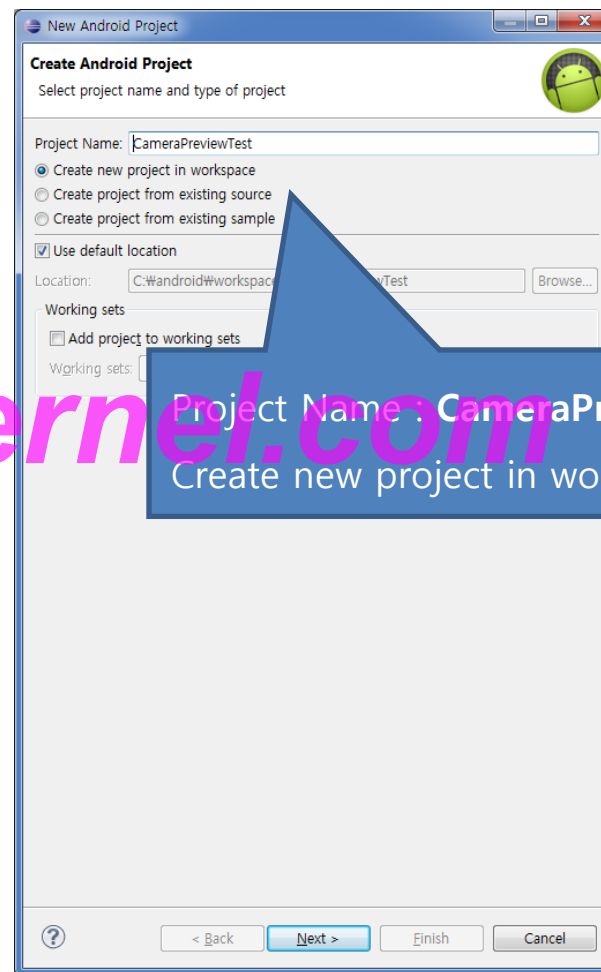 New Android Project
Create Android Project
Select project name and type of project
Project Name: CameraPreviewTest
Create new project in workspace
Create project from existing source
Create project from existing sample
Use default location
Location: C:₩android₩workspac wTest Browse...
Working sets
Add project to working sets
Working sets:
Project Name : CameraPr
ernel.com
Create new project in wo
< Back Next > Finish Cancel